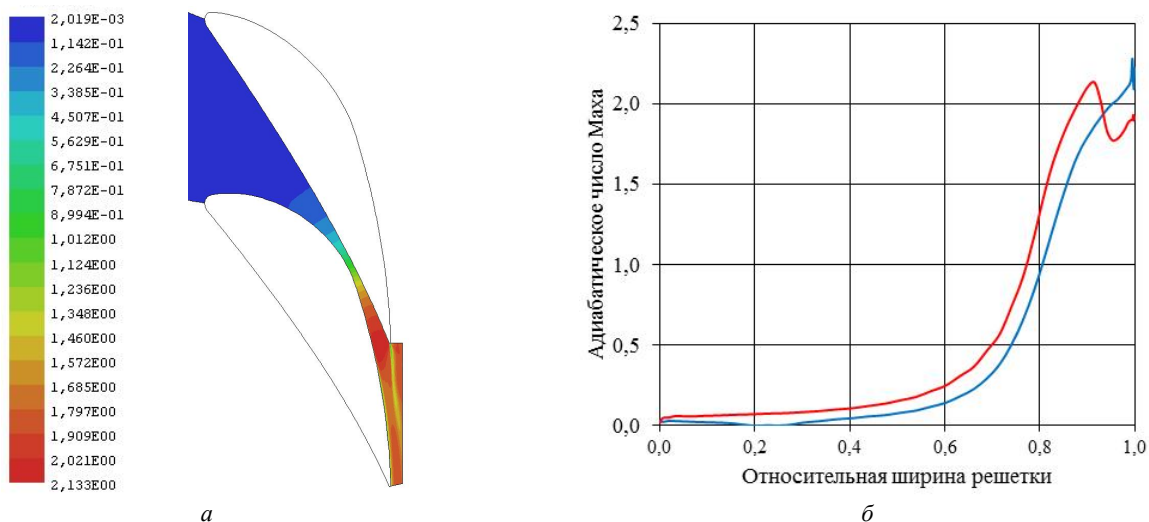 2,019E-03
1,142E-01
2,264E-01
3,385E-01
4,507E-01
5,629E-01
6,751E-01
7,872E-01
8,994E-01
1,012E00
1,124E00
1,236E00
1,348E00
1,460E00
1,572E00
1,685E00
1,797E00
1,909E00
2,021E00
2,133E00
а
Адиабатическое число Маха
2,5
2,0
1,5
1,0
0,5
0,0
0,0 0,2 0,4 0,6 0,8 1,0
Относительная ширина решетки
б